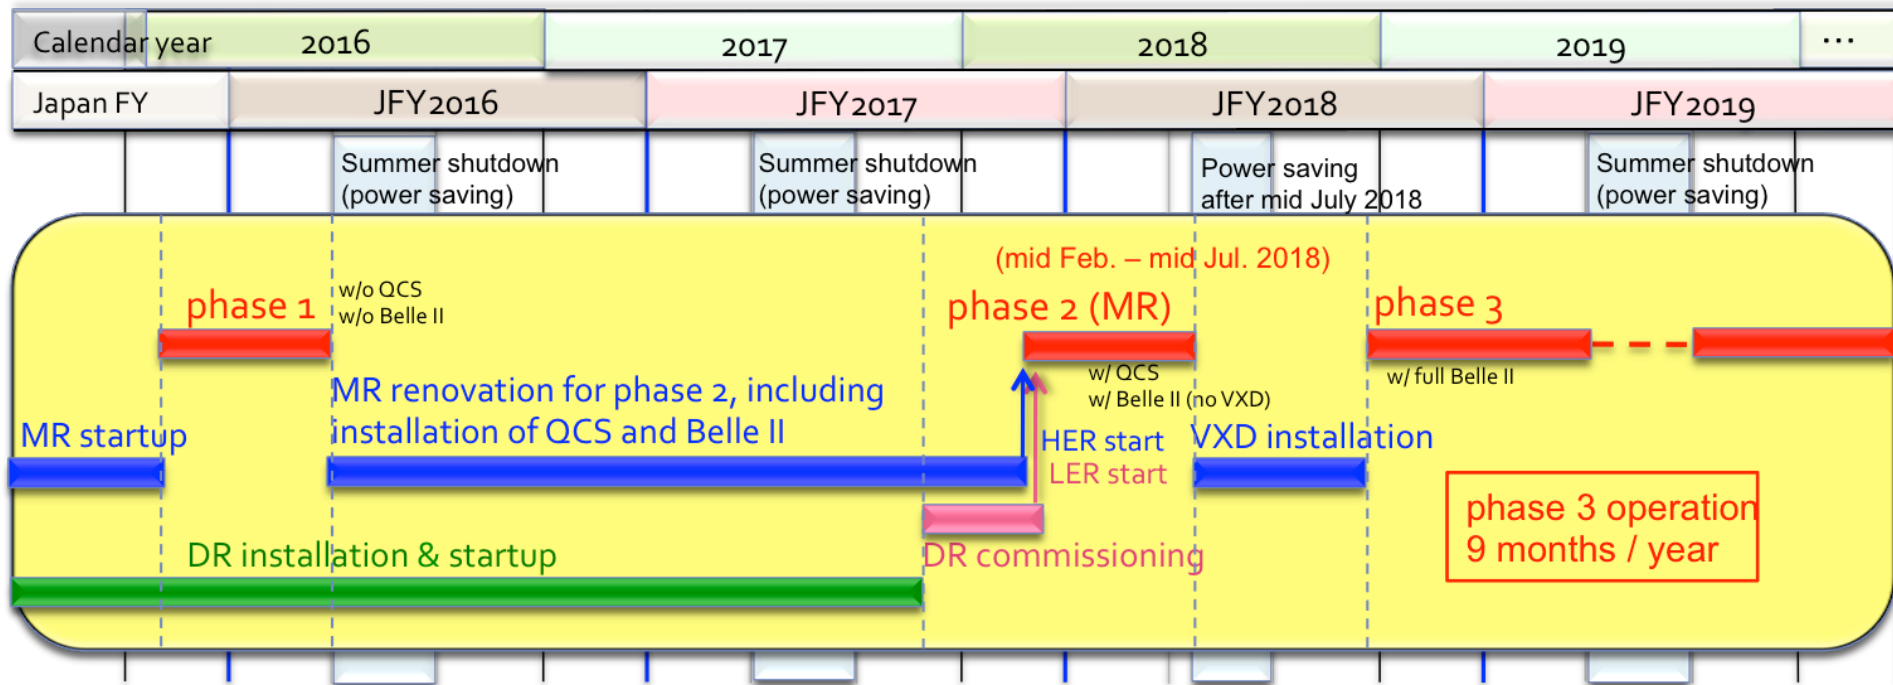 Calendar year 2016 2017 2018 2019 ...
Japan FY JFY2016 JFY2017 JFY2018 JFY2019
Summer shutdown
(power saving)
Summer shutdown
(power saving)
Power saving
after mid July 2018
Summer shutdown
(power saving)
(mid Feb. – mid Jul. 2018)
phase 1
w/o QCS
w/o Belle II
phase 2 (MR)
phase 3
w/ QCS
w/ Belle II (no VXD)
w/ full Belle II
MR startup
MR renovation for phase 2, including
installation of QCS and Belle II
HER start
LER start
VXD installation
DR installation & startup
DR commissioning
phase 3 operation
9 months / year